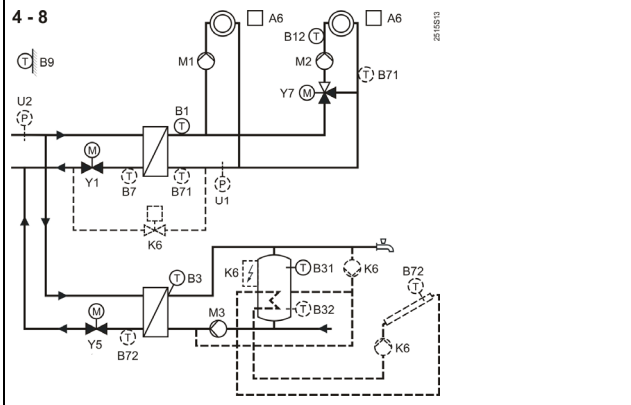 4 - 8
A6
A6
2515S13
B12 T
T B9
M1
M2
T B71
Y7 M
U2
P
B1
T
M
Y1
T
B7
T
B71
P
U1
K6
T B3
K6
T B31
K6
B72
T
T B32
M
Y5
T
B72
M3
K6